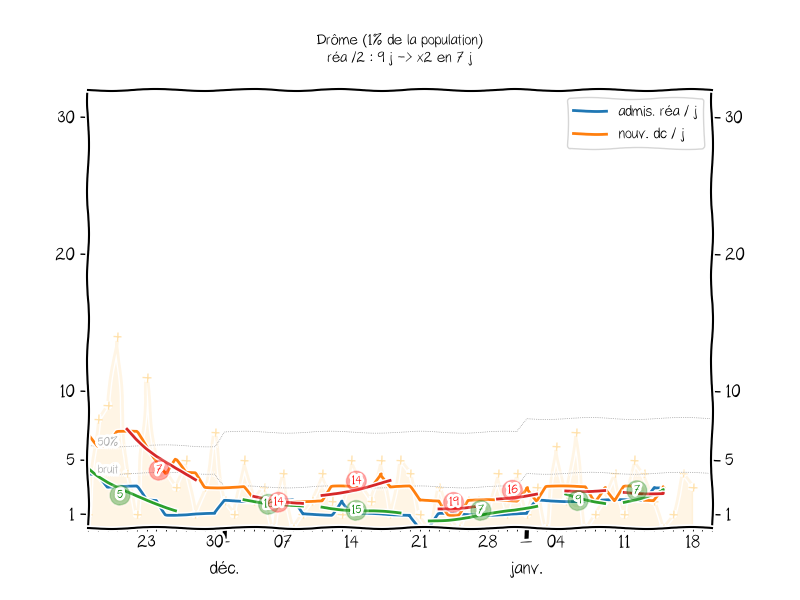 Drôme (1% de la population)
réa /2 : 9 j -> x2 en 7 j
admis. réa / j
nouv. dc / j
30 30
20 20
10 10
5 5
1 1
50%
bruit
7 14 16 7
5 14 15 19 7 9
23 30 07 14 21 28 04 11 18
déc. janv.